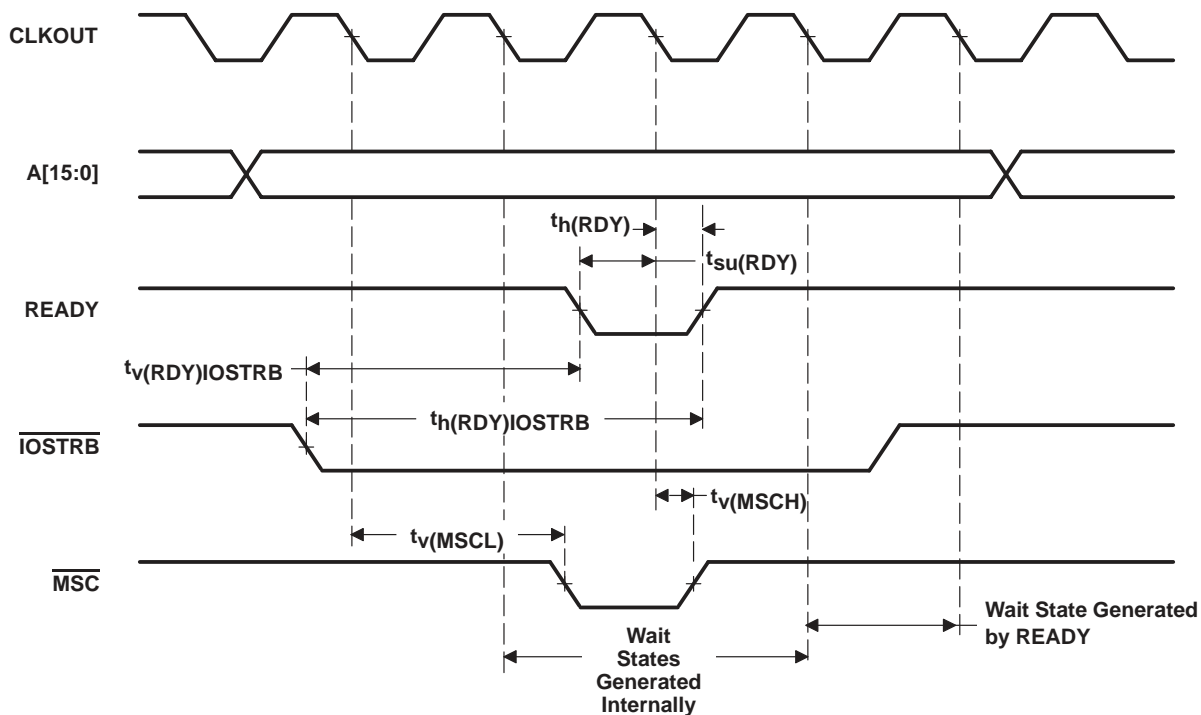 CLKOUT
A[15:0]
th(RDY)
tsu(RDY)
READY
tv(RDY)IOSTRB
th(RDY)IOSTRB
IOSTRB
tv(MSCH)
tv(MSCL)
MSC
Wait State Generated
by READY
Wait
States
Generated
Internally